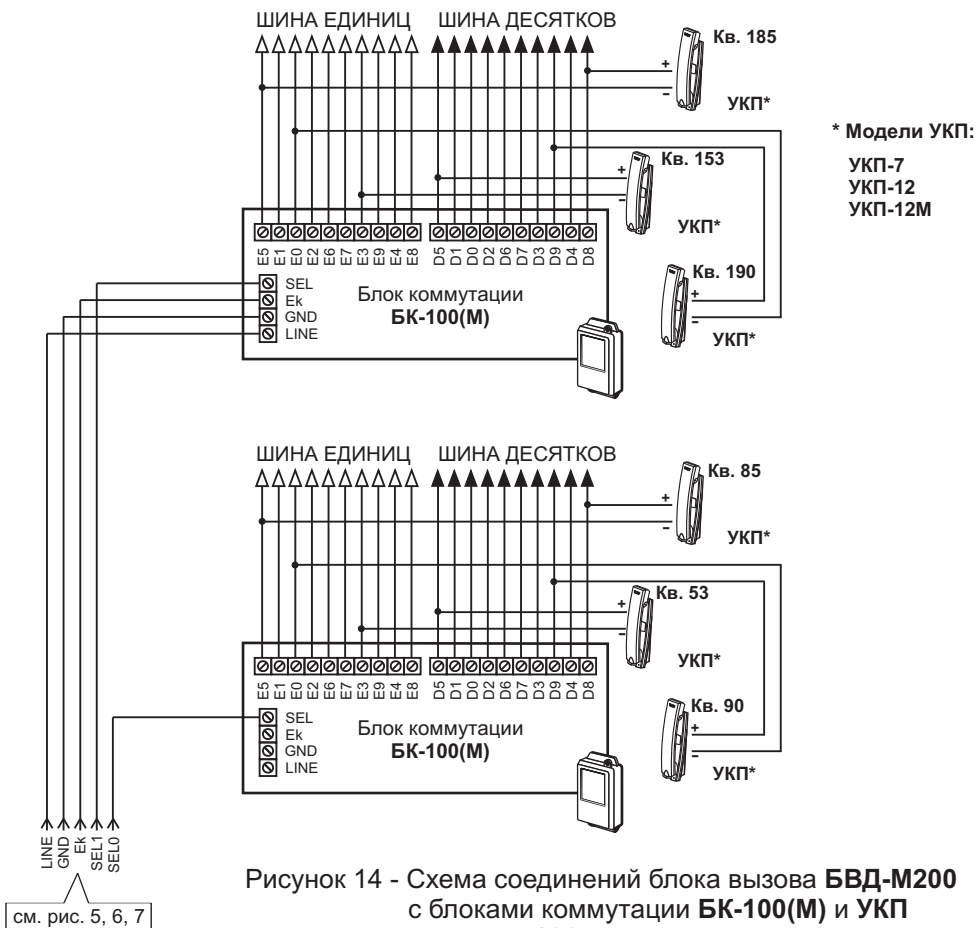 ШИНА ЕДИНИЦ ШИНА ДЕСЯТКОВ
Кв. 185
+
−
УКП*
* Модели УКП:
УКП-7
УКП-12
УКП-12М
Кв. 153
+
−
УКП*
Кв. 190
+
−
УКП*
E5 E1 E0 E2 E6 E7 E3 E9 E4 E8 D5 D1 D0 D2 D6 D7 D3 D9 D4 D8
SEL
Ek
GND
LINE
Блок коммутации
БК-100(М)
ШИНА ЕДИНИЦ ШИНА ДЕСЯТКОВ
Кв. 85
+
−
УКП*
Кв. 53
+
−
УКП*
Кв. 90
+
−
УКП*
E5 E1 E0 E2 E6 E7 E3 E9 E4 E8 D5 D1 D0 D2 D6 D7 D3 D9 D4 D8
SEL
Ek
GND
LINE
Блок коммутации
БК-100(М)
LINE
GND
Ek
SEL1
SEL0
см. рис. 5, 6, 7
Рисунок 14 - Схема соединений блока вызова БВД-М200
с блоками коммутации БК-100(М) и УКП